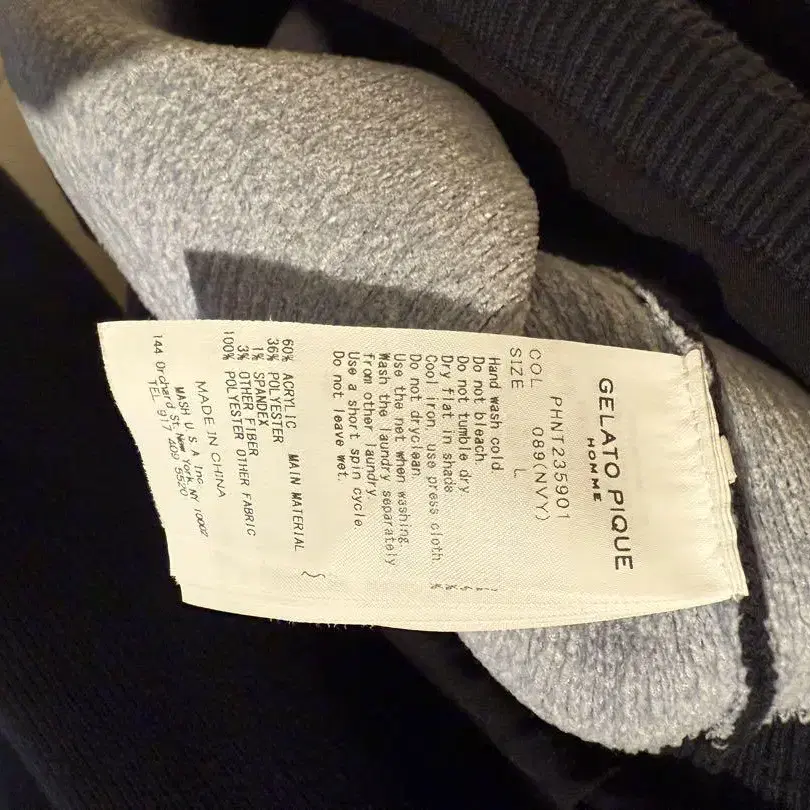 GELATO PIQUE
HOMME
PHNT235901
COL 089(NVY)
SIZE L
Hand wash cold.
Do not bleach.
Do not tumble dry
Dry flat in shade
Cool iron, use press cloth.
Do not dryclean.
Use the net when washing.
Wash the laundry separately
from other laundry.
Use a short spin cycle.
Do not leave wet.
MAIN MATERIAL
60% ACRYLIC
36% POLYESTER
1% SPANDEX
3% OTHER FIBER
OTHER FABRIC
100% POLYESTER
MADE IN CHINA
MASH U.S.A Inc.
144 Orchard St. New York, NY 10002
TEL 917 409 5520